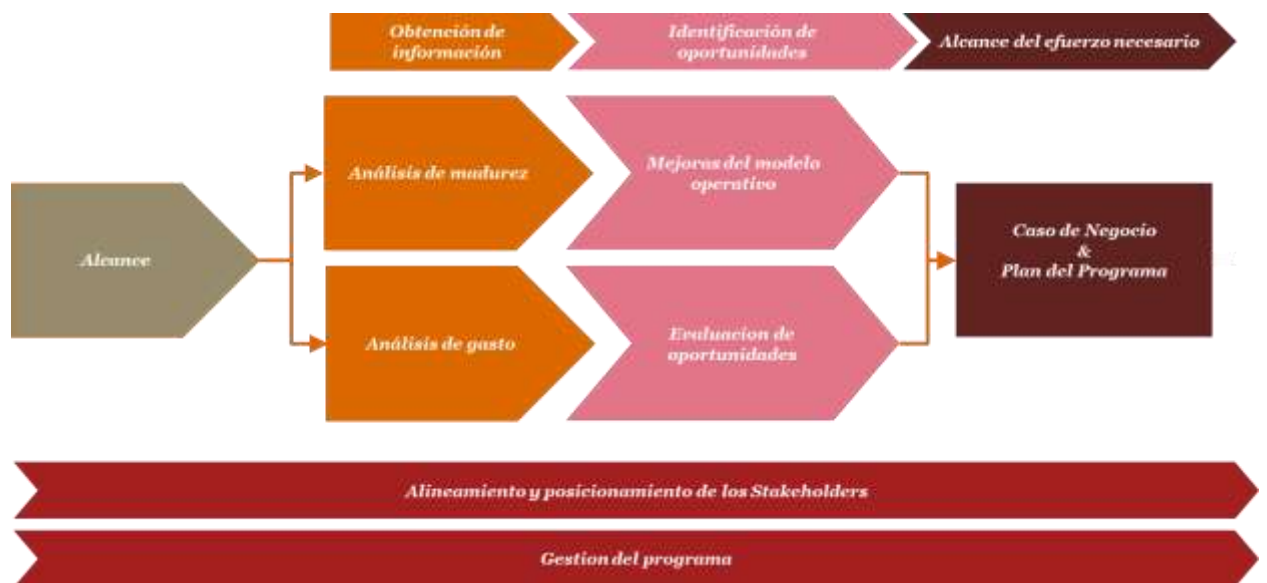 Obtención de
información
Identificación de
oportunidades
Alcance del efuerzo necesario
Análisis de madurez
Mejoras del modelo
operativo
Alcance
Caso de Negocio
&
Plan del Programa
Análisis de gasto
Evaluacion de
oportunidades
Alineamiento y posicionamiento de los Stakeholders
Gestion del programa